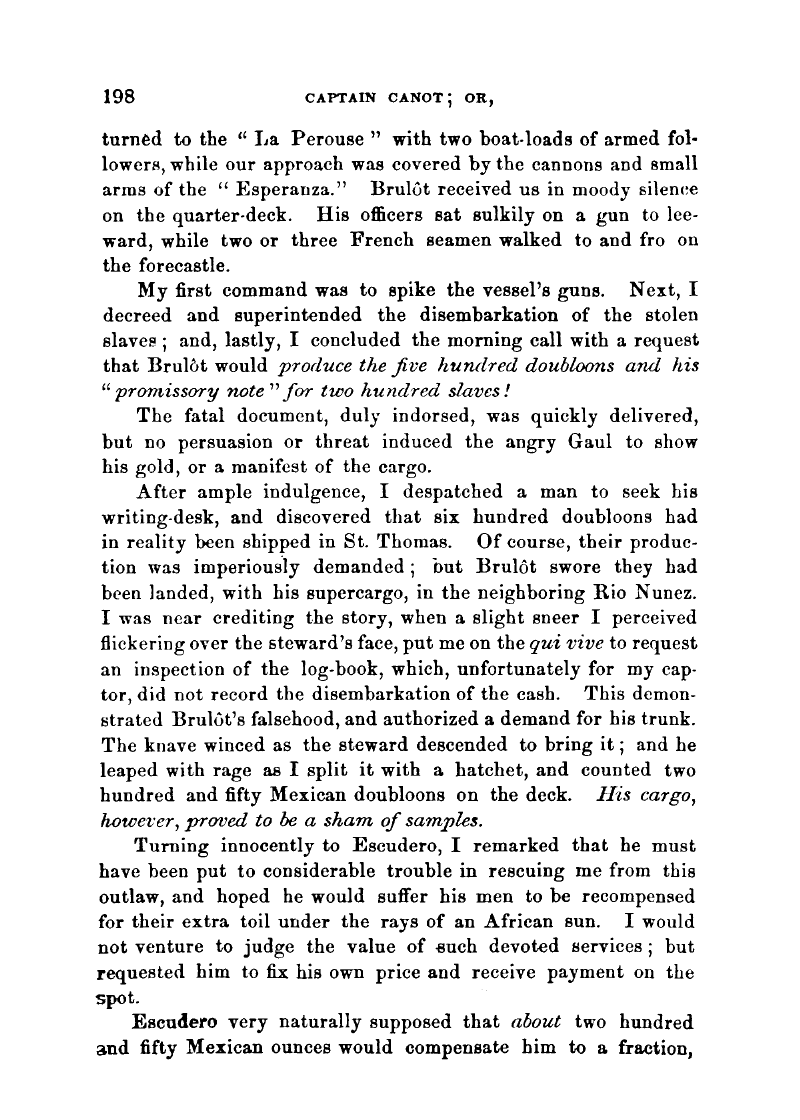 198 CAPTAIN CANOT; OR,
turned to the “ La Perouse ” with two boat-loads of armed fol-
lowers, while our approach was covered by the cannons and small
arms of the “ Esperanza.” Brulôt received us in moody silence
on the quarter-deck. His officers sat sulkily on a gun to lee-
ward, while two or three French seamen walked to and fro on
the forecastle.
My first command was to spike the vessel’s guns. Next, I
decreed and superintended the disembarkation of the stolen
slaves ; and, lastly, I concluded the morning call with a request
that Brulôt would produce the five hundred doubloons and his
“ promissory note ” for two hundred slaves !
The fatal document, duly indorsed, was quickly delivered,
but no persuasion or threat induced the angry Gaul to show
his gold, or a manifest of the cargo.
After ample indulgence, I despatched a man to seek his
writing-desk, and discovered that six hundred doubloons had
in reality been shipped in St. Thomas. Of course, their produc-
tion was imperiously demanded ; but Brulôt swore they had
been landed, with his supercargo, in the neighboring Rio Nunez.
I was near crediting the story, when a slight sneer I perceived
flickering over the steward’s face, put me on the qui vive to request
an inspection of the log-book, which, unfortunately for my cap-
tor, did not record the disembarkation of the cash. This demon-
strated Brulôt’s falsehood, and authorized a demand for his trunk.
The knave winced as the steward descended to bring it ; and he
leaped with rage as I split it with a hatchet, and counted two
hundred and fifty Mexican doubloons on the deck. His cargo,
however, proved to be a sham of samples.
Turning innocently to Escudero, I remarked that he must
have been put to considerable trouble in rescuing me from this
outlaw, and hoped he would suffer his men to be recompensed
for their extra toil under the rays of an African sun. I would
not venture to judge the value of such devoted services ; but
requested him to fix his own price and receive payment on the
spot.
Escudero very naturally supposed that about two hundred
and fifty Mexican ounces would compensate him to a fraction,